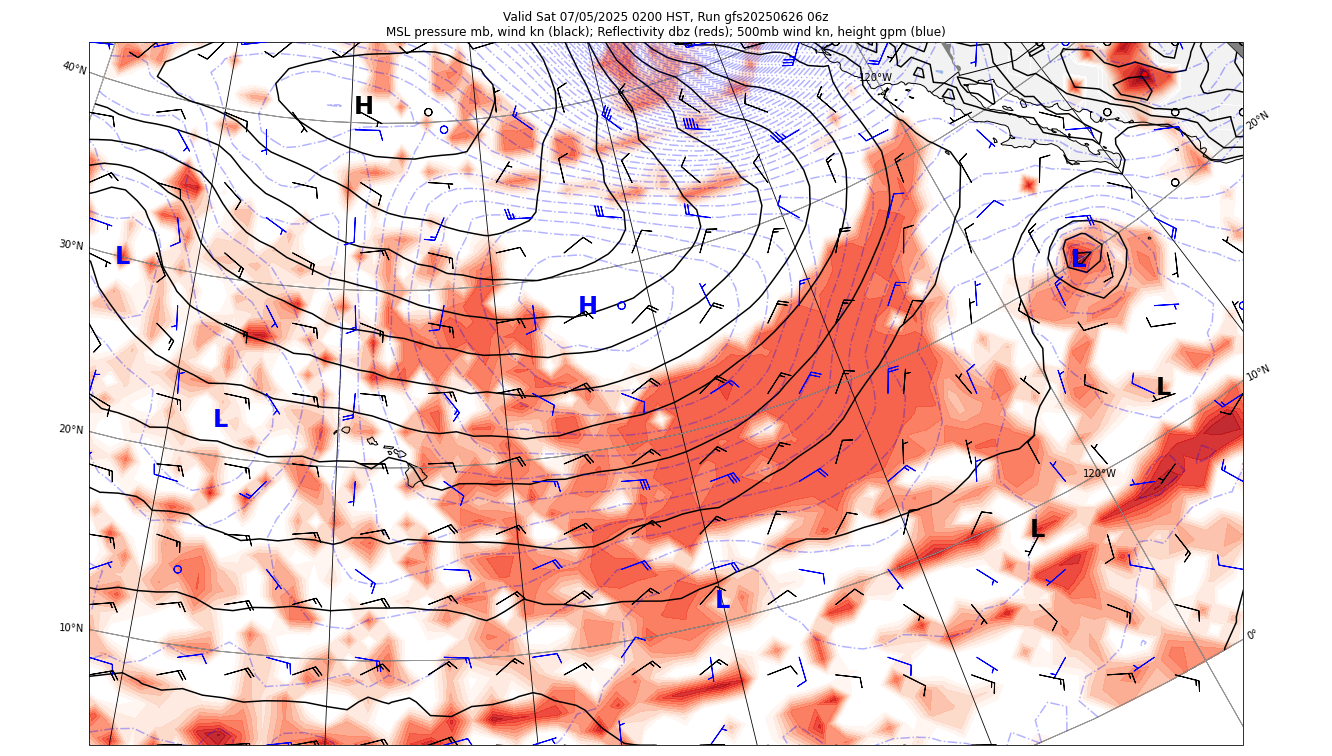 Valid Sat 07/05/2025 0200 HST, Run gfs20250626 06z
MSL pressure mb, wind kn (black); Reflectivity dbz (reds); 500mb wind kn, height gpm (blue)
40°N
120°W
H
20°N
30°N
L
L
H
10°N
L
L
20°N
120°W
L
L
10°N
0°